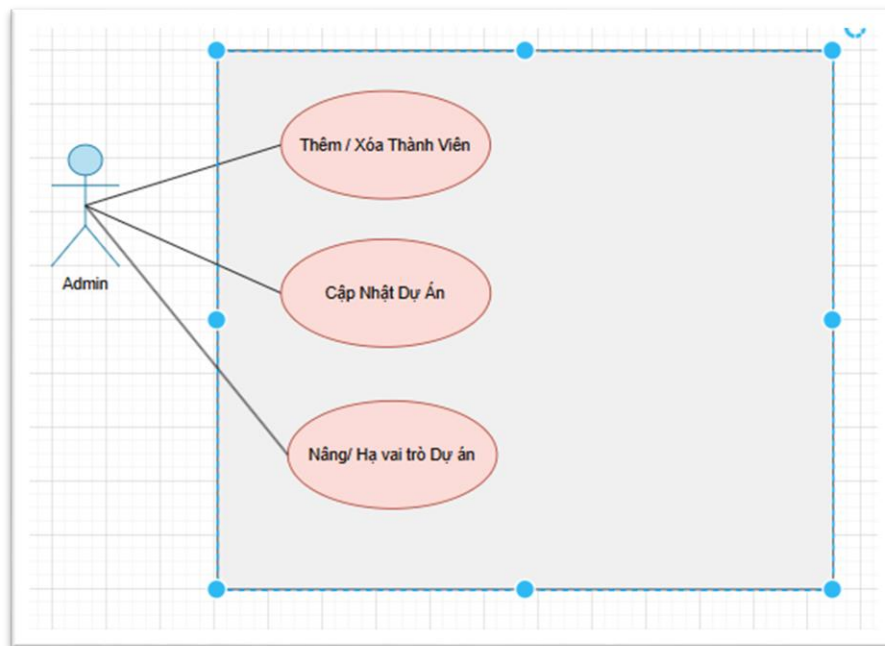 Thêm / Xóa Thành Viên
Admin
Cập Nhật Dự Án
Nâng/ Hạ vai trò Dự án